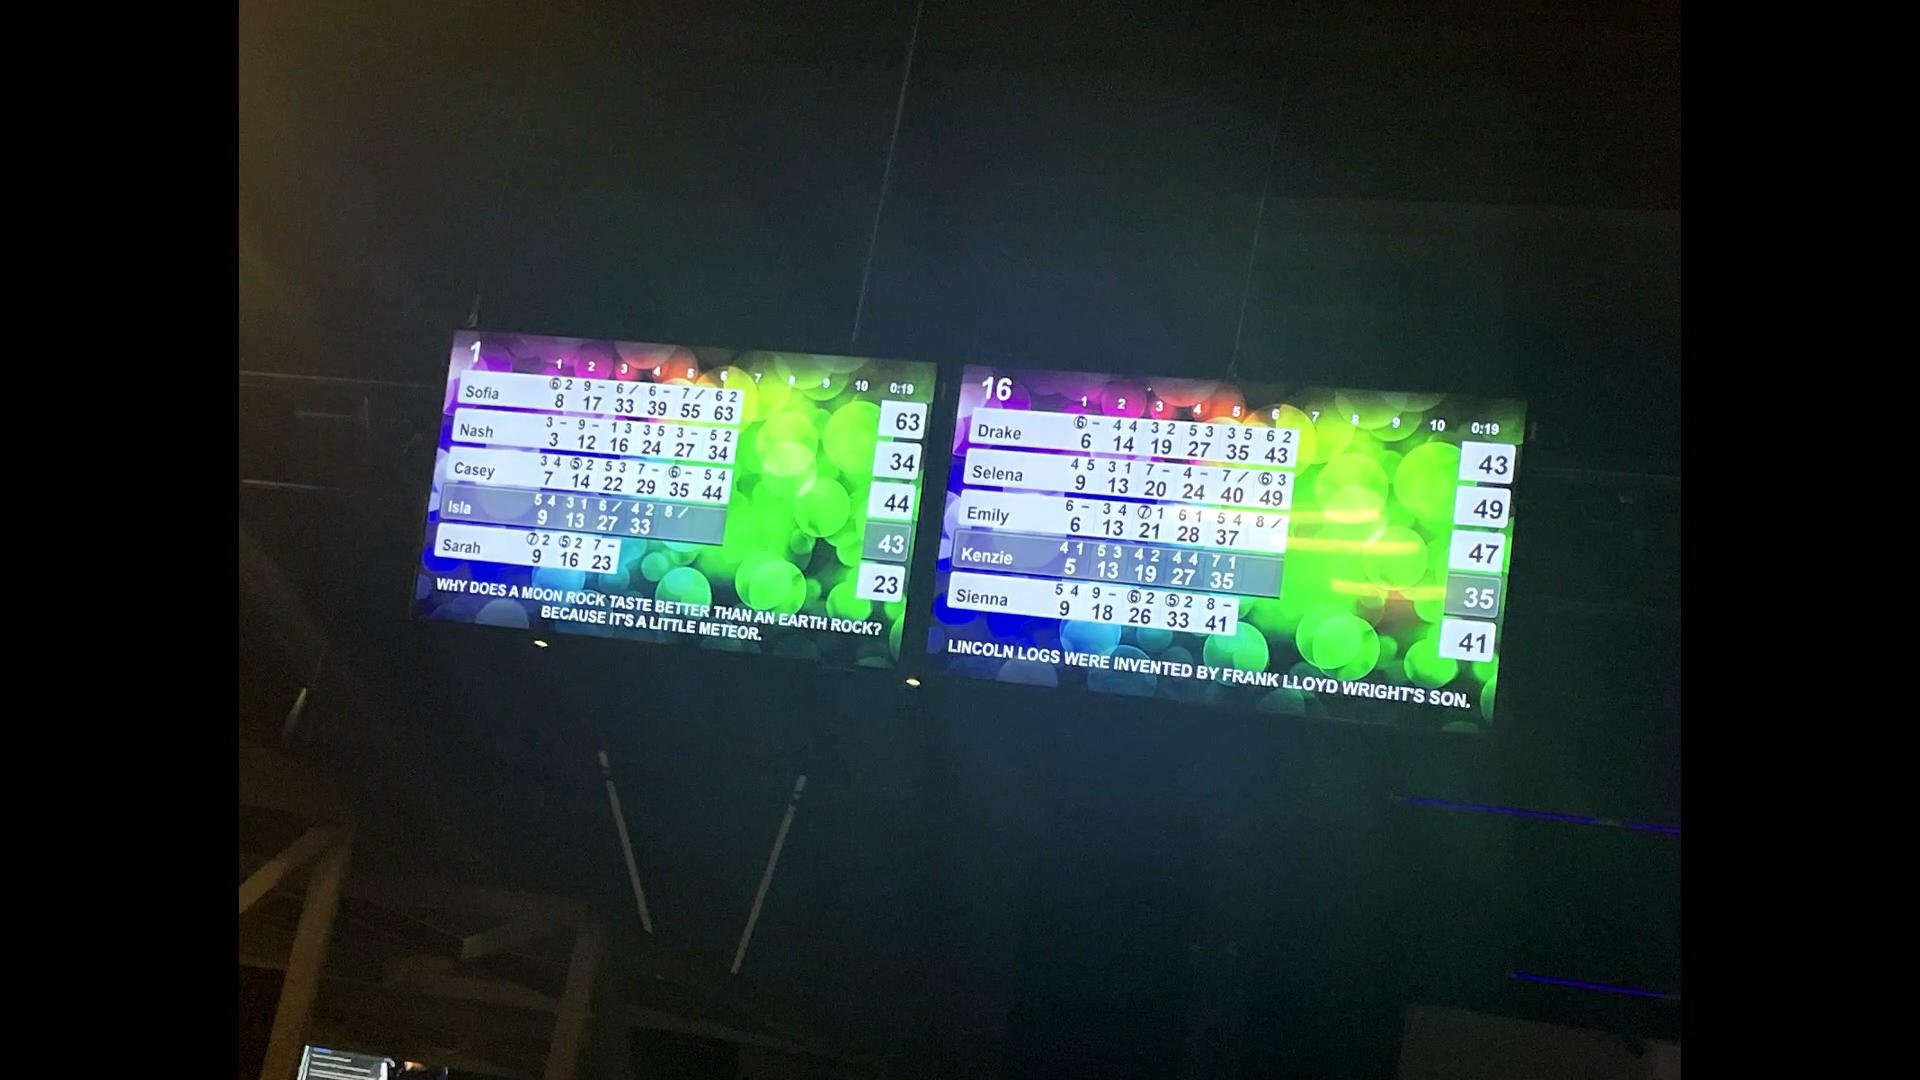 1
1 2 3 4 5 6 7 8 9 10 0:19
Sofia ⑥ 2 9 - 6 / 6 - 7 / 6 2
8 17 33 39 55 63 63
Nash 3 - 9 - 1 3 3 5 3 - 5 2
3 12 16 24 27 34 34
Casey 3 4 ⑤ 2 5 3 7 - ⑥ - 5 4
7 14 22 29 35 44 44
Isla 5 4 3 1 6 / 4 2 8 /
9 13 27 33 43
Sarah ⑦ 2 ⑤ 2 7 -
9 16 23 23
WHY DOES A MOON ROCK TASTE BETTER THAN AN EARTH ROCK?
BECAUSE IT'S A LITTLE METEOR.
16
1 2 3 4 5 6 7 8 9 10 0:19
Drake ⑥ - 4 4 3 2 5 3 3 5 6 2
6 14 19 27 35 43 43
Selena 4 5 3 1 7 - 4 - 7 / ⑥ 3
9 13 20 24 40 49 49
Emily 6 - 3 4 ⑦ 1 6 1 5 4 8 /
6 13 21 28 37 47
Kenzie 4 1 5 3 4 2 4 4 7 1
5 13 19 27 35 35
Sienna 5 4 9 - ⑥ 2 ⑤ 2 8 -
9 18 26 33 41 41
LINCOLN LOGS WERE INVENTED BY FRANK LLOYD WRIGHT'S SON.